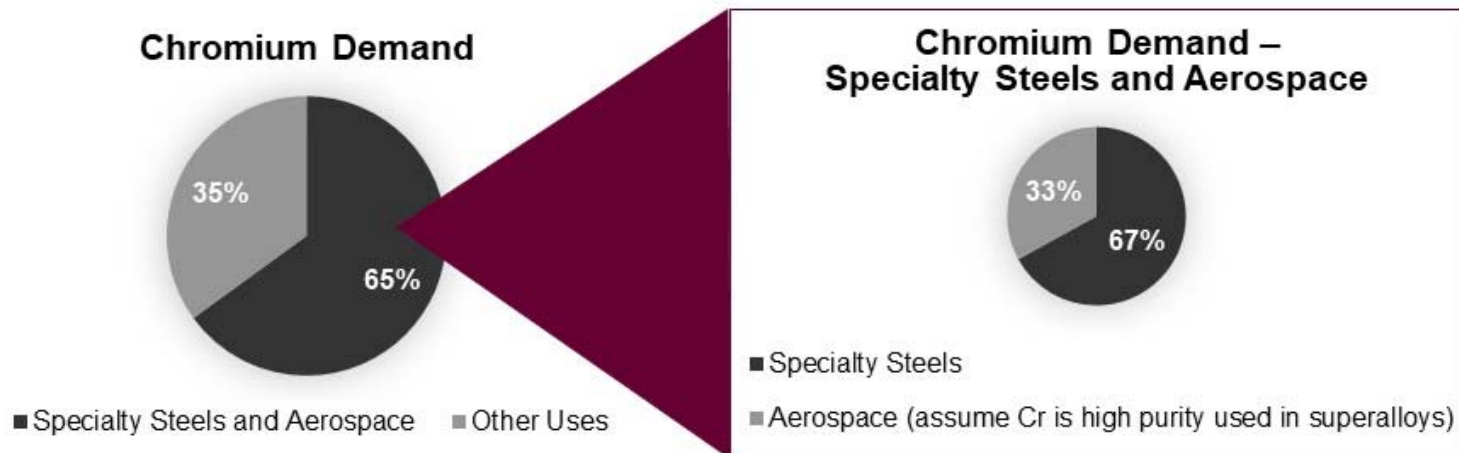 Chromium Demand
35%
65%
Specialty Steels and Aerospace
Other Uses
Chromium Demand –
Specialty Steels and Aerospace
33%
67%
Specialty Steels
Aerospace (assume Cr is high purity used in superalloys)